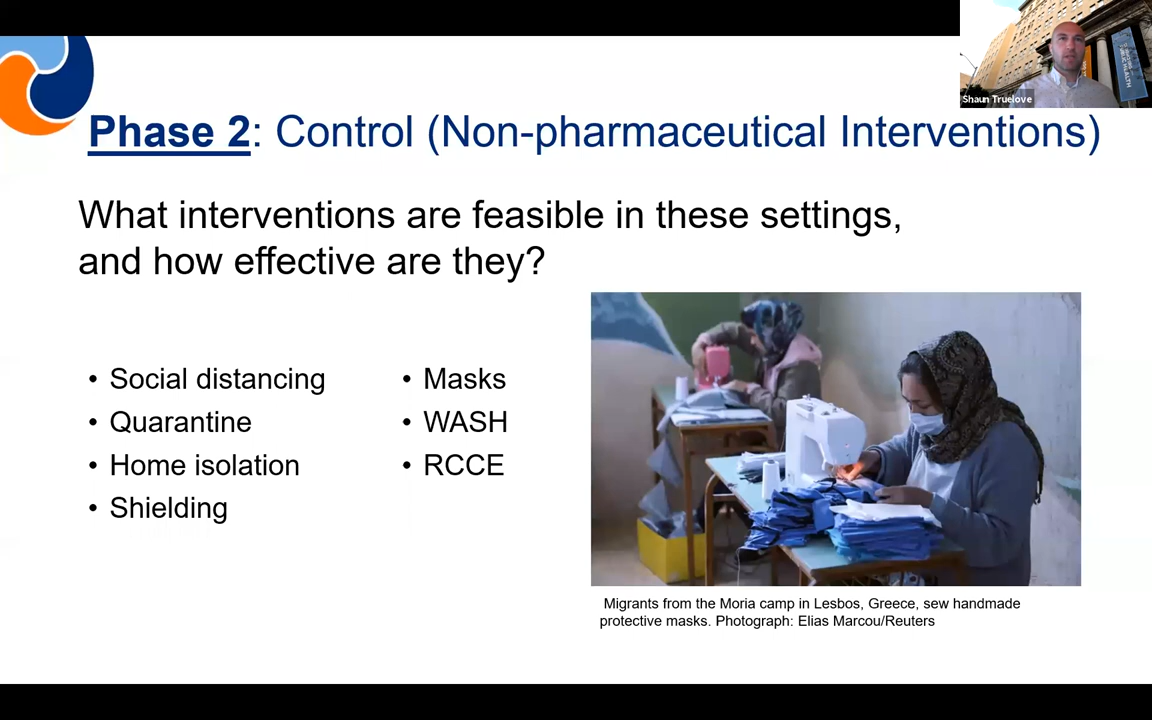 Shaun Truelove
Phase 2: Control (Non-pharmaceutical Interventions)
What interventions are feasible in these settings,
and how effective are they?
• Social distancing
• Quarantine
• Home isolation
• Shielding
• Masks
• WASH
• RCCE
Migrants from the Moria camp in Lesbos, Greece, sew handmade
protective masks. Photograph: Elias Marcou/Reuters